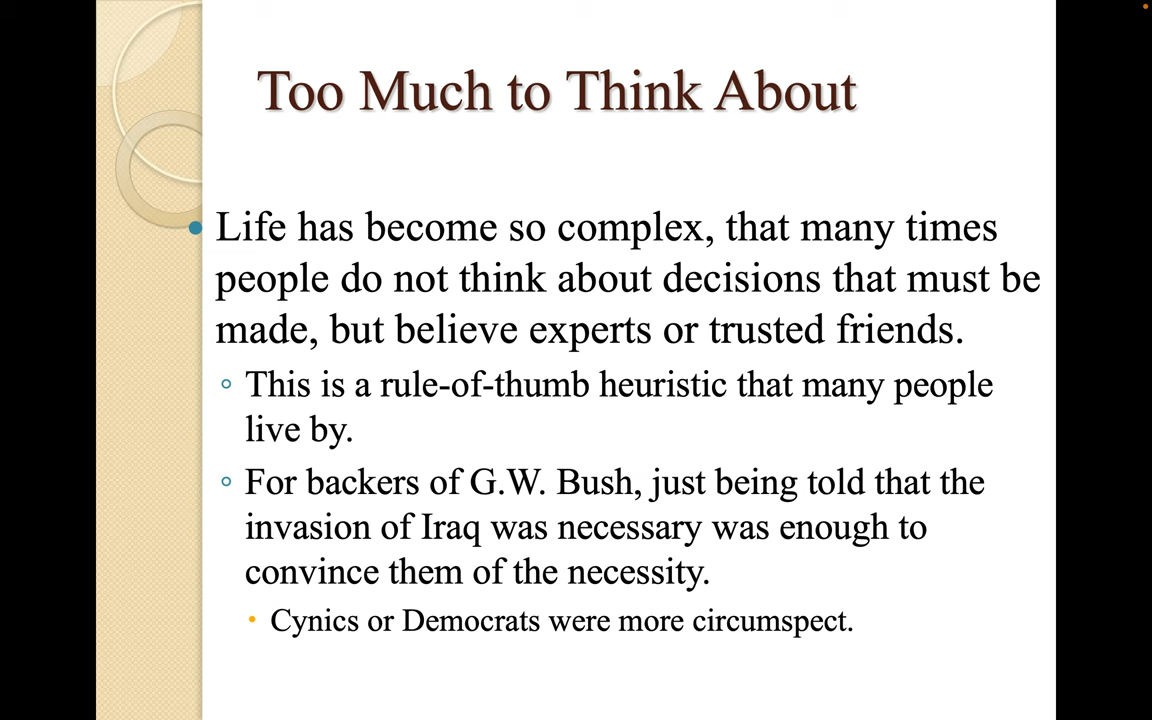 Too Much to Think About
Life has become so complex, that many times
people do not think about decisions that must be
made, but believe experts or trusted friends.
This is a rule-of-thumb heuristic that many people
live by.
For backers of G.W. Bush, just being told that the
invasion of Iraq was necessary was enough to
convince them of the necessity.
Cynics or Democrats were more circumspect.